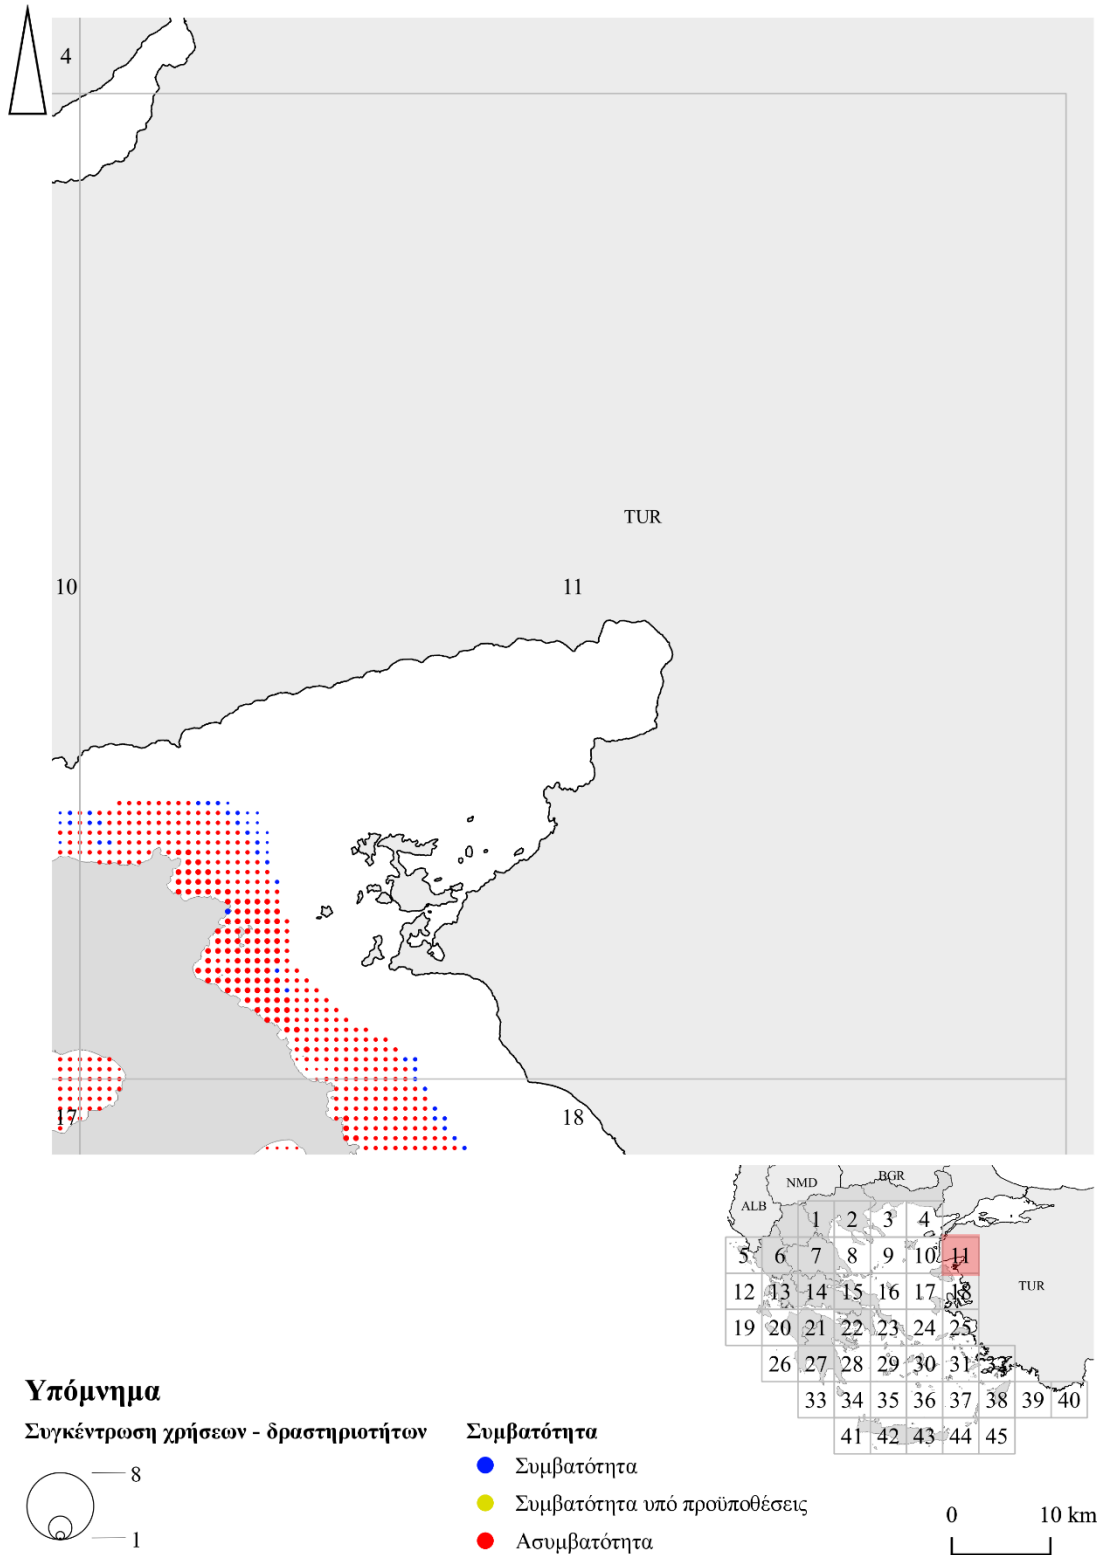 4
TUR
10 11
17 18
NMD BGR
ALB
1 2 3 4
5 6 7 8 9 10 11
TUR
12 13 14 15 16 17 18
19 20 21 22 23 24 25
26 27 28 29 30 31 32
33 34 35 36 37 38 39 40
41 42 43 44 45
Υπόμνημα
Συγκέντρωση χρήσεων - δραστηριοτήτων
8
1
Συμβατότητα
Συμβατότητα
Συμβατότητα υπό προϋποθέσεις
Ασυμβατότητα
0 10 km